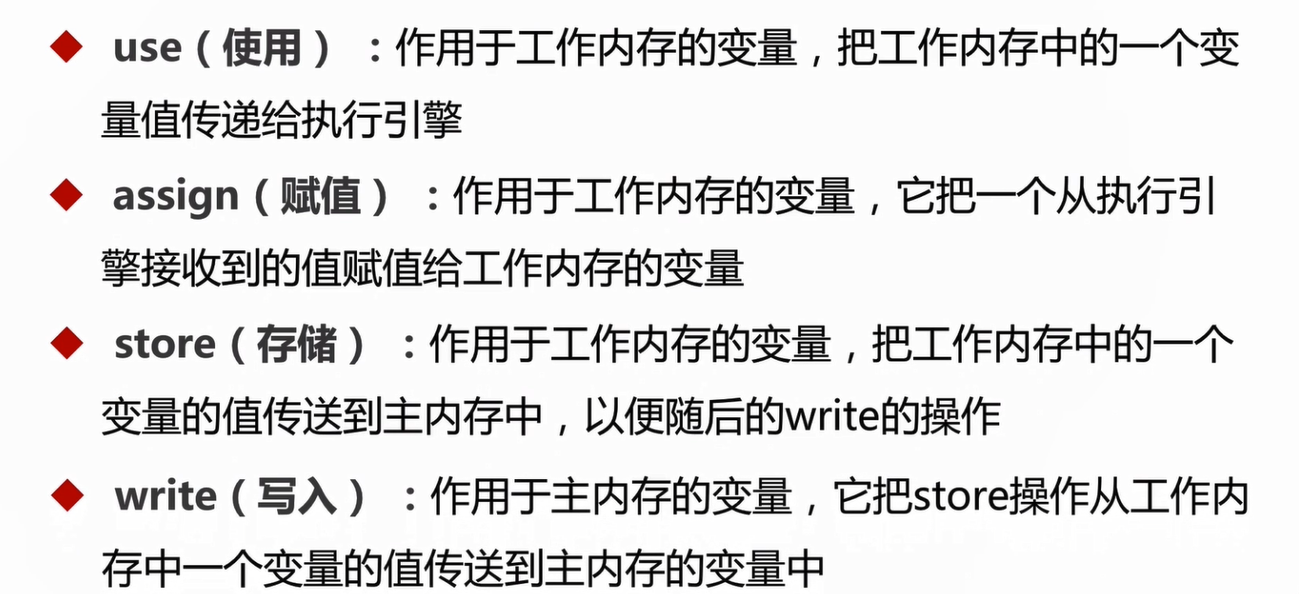 use（使用）：作用于工作内存的变量，把工作内存中的一个变
量值传递给执行引擎
assign（赋值）：作用于工作内存的变量，它把一个从执行引
擎接收到的值赋值给工作内存的变量
store（存储）：作用于工作内存的变量，把工作内存中的一个
变量的值传送到主内存中，以便随后的write的操作
write（写入）：作用于主内存的变量，它把store操作从工作内
存中一个变量的值传送到主内存的变量中